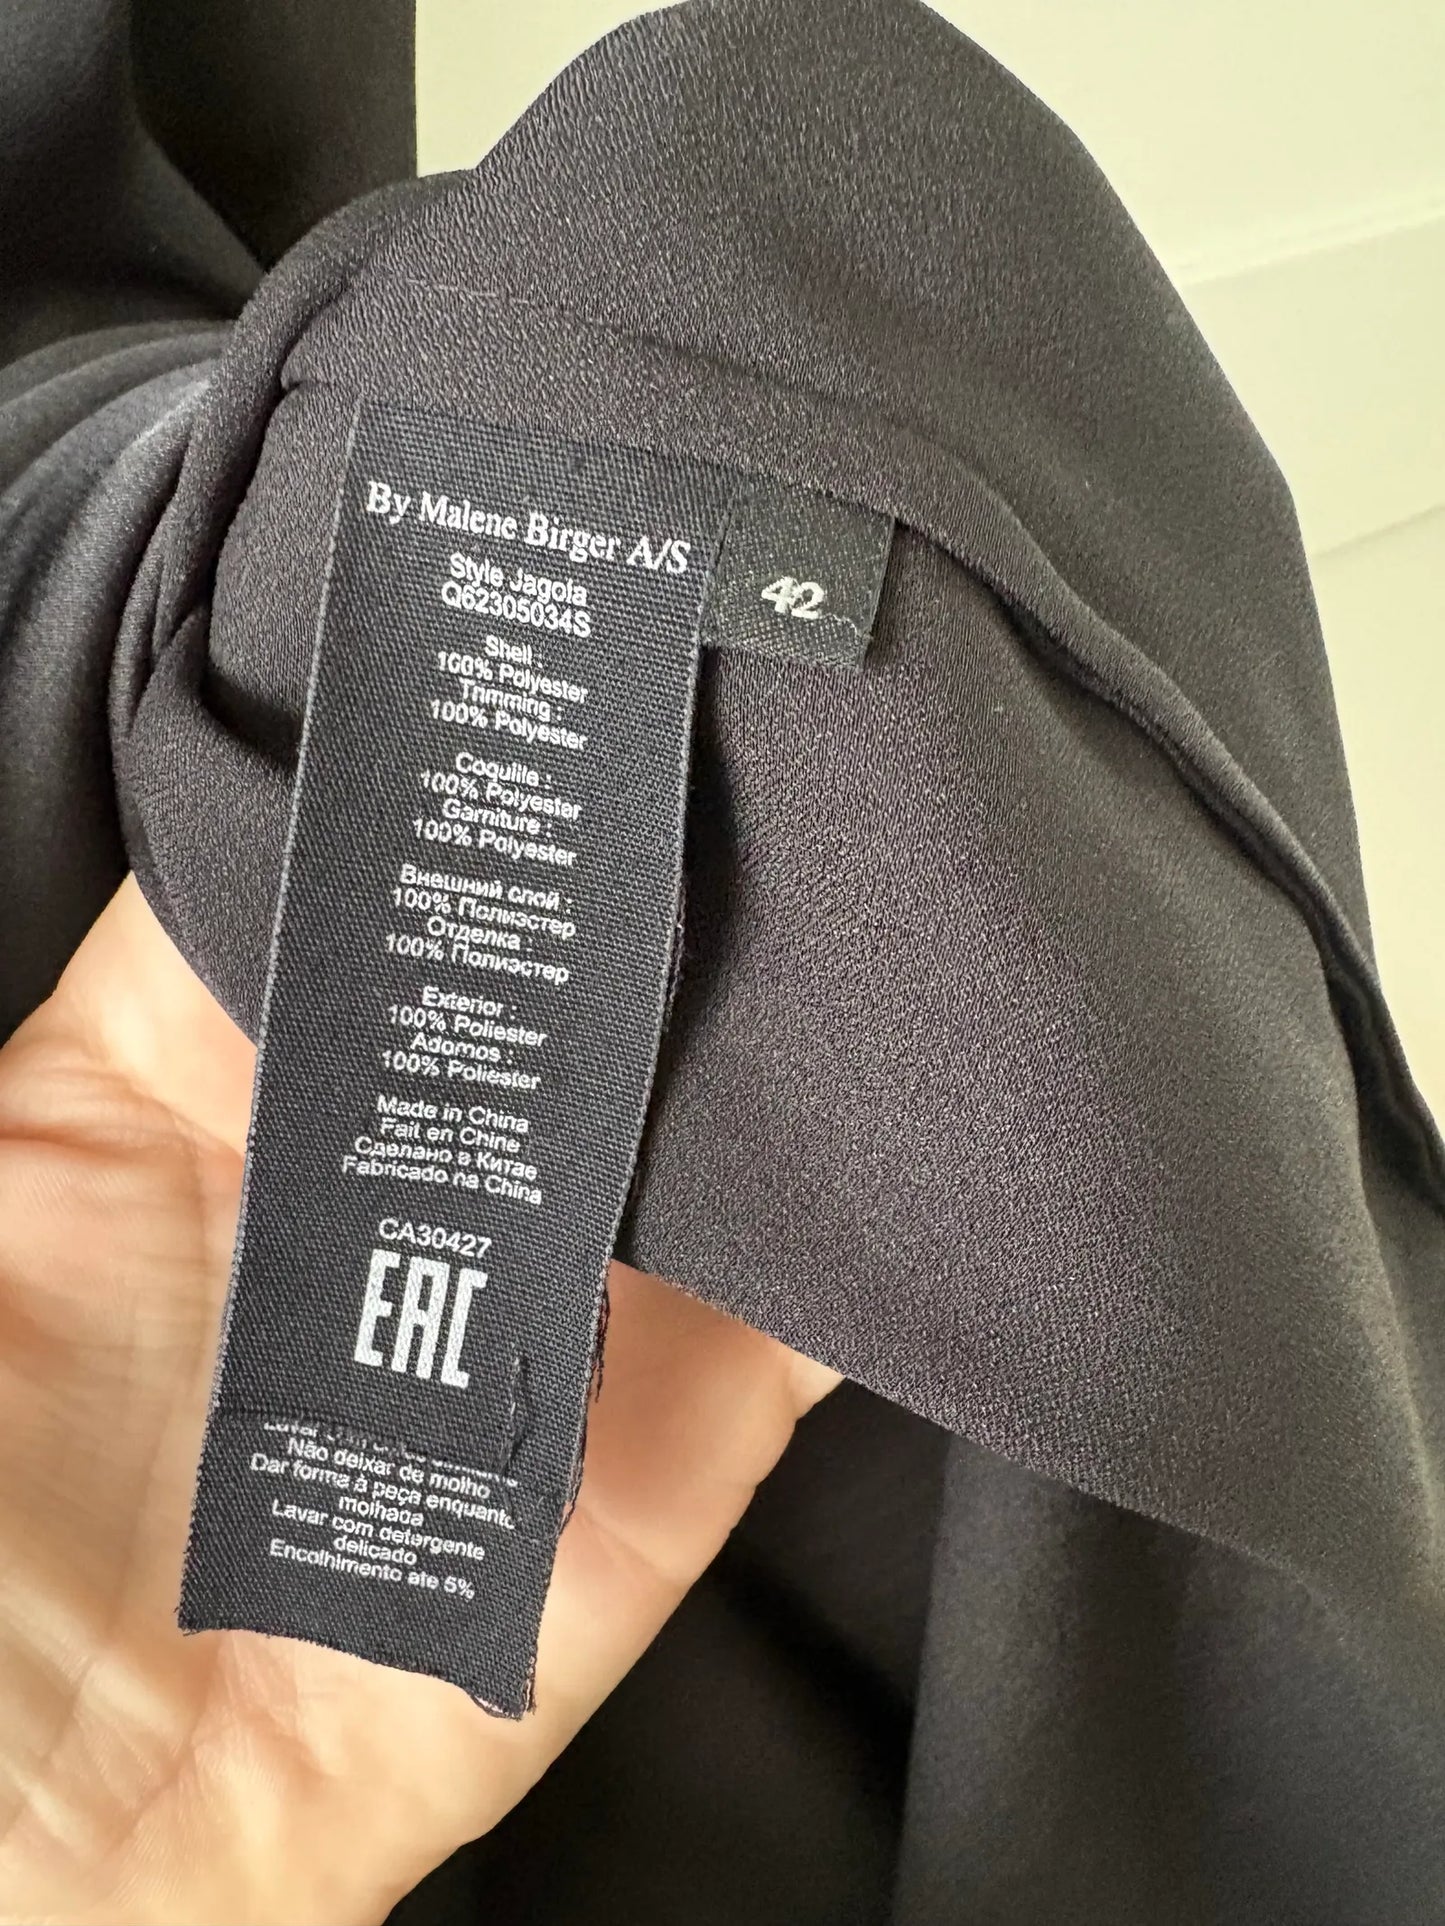 By Malene Birger A/S
42
Style Jagola
Q62305034S
Shell :
100% Polyester
Trimming :
100% Polyester
Coquille :
100% Polyester
Garniture :
100% Polyester
Внешний слой :
100% Полиэстер
Отделка
100% Полиэстер
Exterior :
100% Poliester
Adornos :
100% Poliester
Made in China
Fait en Chine
Сделано в Китае
Fabricado na China
CA30427
EAC
Não deixar de molho
Dar forma à peça enquanto
molhada
Lavar com detergente
delicado
Encolhimento ate 5%